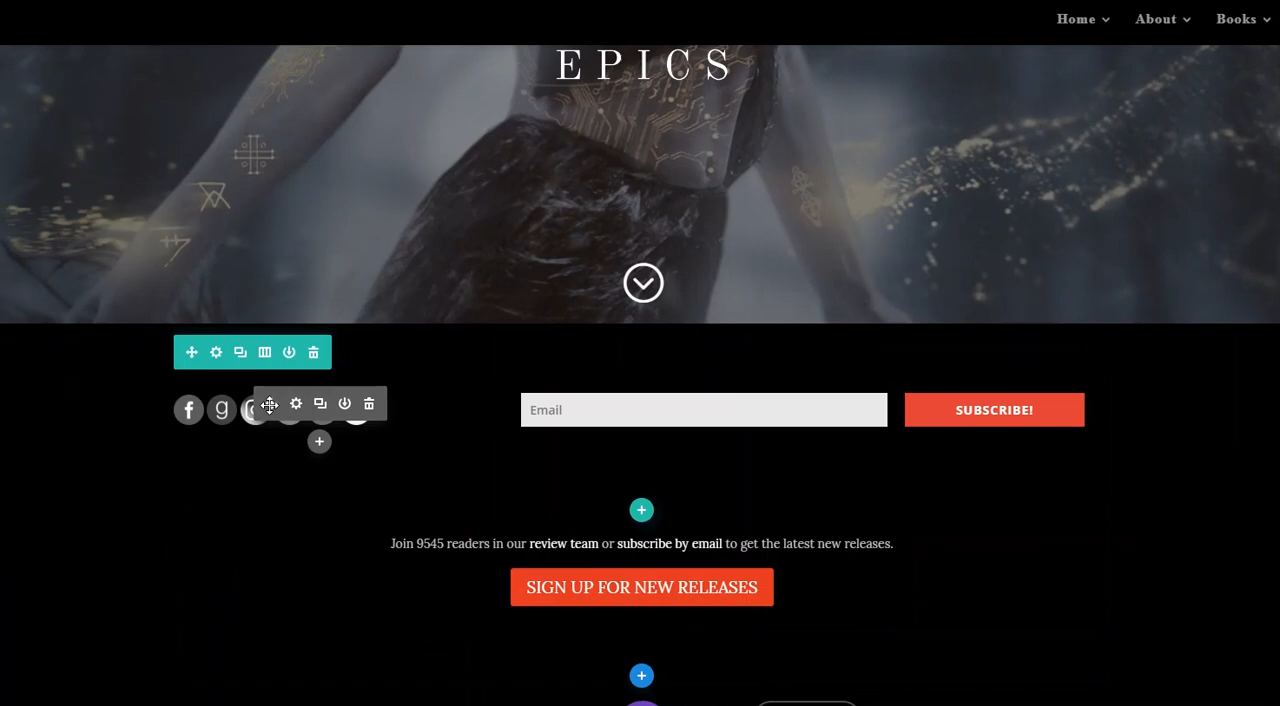 Home About Books
EPICS
Email
SUBSCRIBE!
Join 9545 readers in our review team or subscribe by email to get the latest new releases.
SIGN UP FOR NEW RELEASES